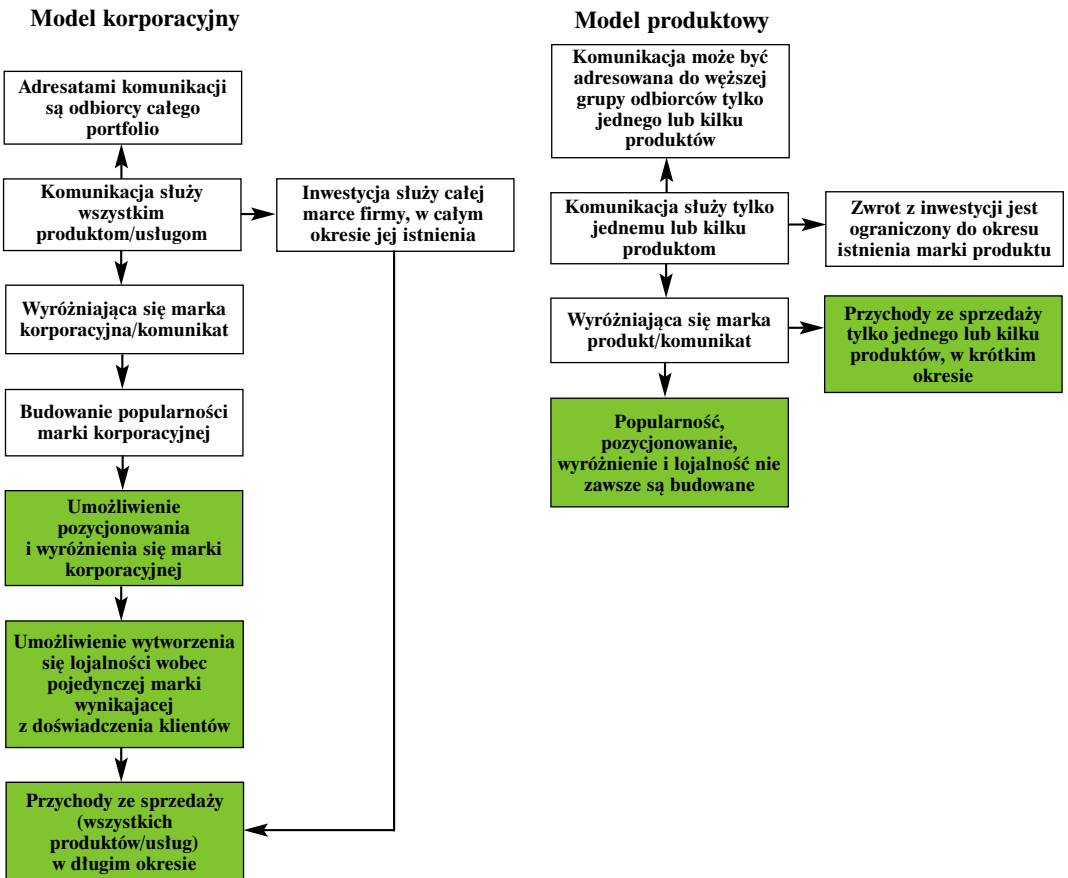 Model korporacyjny
Adresatami komunikacji
są odbiorcy całego
portfolio
Komunikacja służy
wszystkim
produktom/usługom
Inwestycja służy całej
marce firmy, w całym
okresie jej istnienia
Wyróżniająca się marka
korporacyjna/komunikat
Budowanie popularności
marki korporacyjnej
Umożliwienie
pozycjonowania
i wyróżnienia się marki
korporacyjnej
Umożliwienie wytworzenia
się lojalności wobec
pojedynczej marki
wynikajacej
z doświadczenia klientów
Przychody ze sprzedaży
(wszystkich
produktów/usług)
w długim okresie
Model produktowy
Komunikacja może być
adresowana do węższej
grupy odbiorców tylko
jednego lub kilku
produktów
Komunikacja służy tylko
jednemu lub kilku
produktom
Zwrot z inwestycji jest
ograniczony do okresu
istnienia marki produktu
Wyróżniająca się marka
produkt/komunikat
Przychody ze sprzedaży
tylko jednego lub kilku
produktów, w krótkim
okresie
Popularność,
pozycjonowanie,
wyróżnienie i lojalność nie
zawsze są budowane